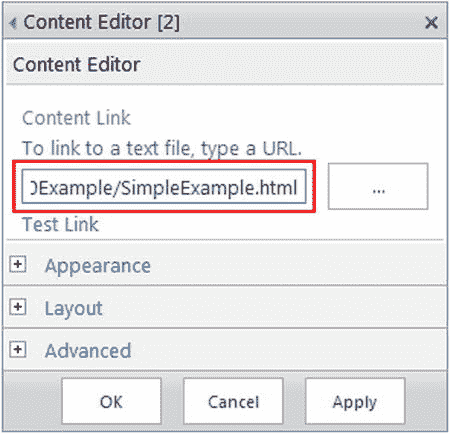 Content Editor [2]
Content Editor
Content Link
To link to a text file, type a URL.
Example/SimpleExample.html
...
Test Link
Appearance
Layout
Advanced
OK
Cancel
Apply